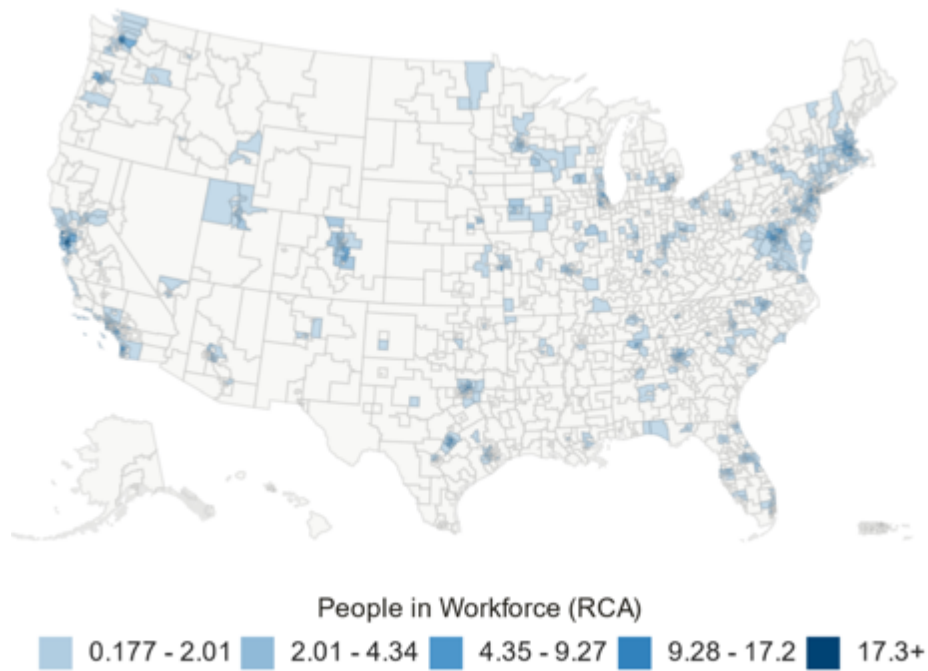 People in Workforce (RCA)
0.177 - 2.01 2.01 - 4.34 4.35 - 9.27 9.28 - 17.2 17.3+